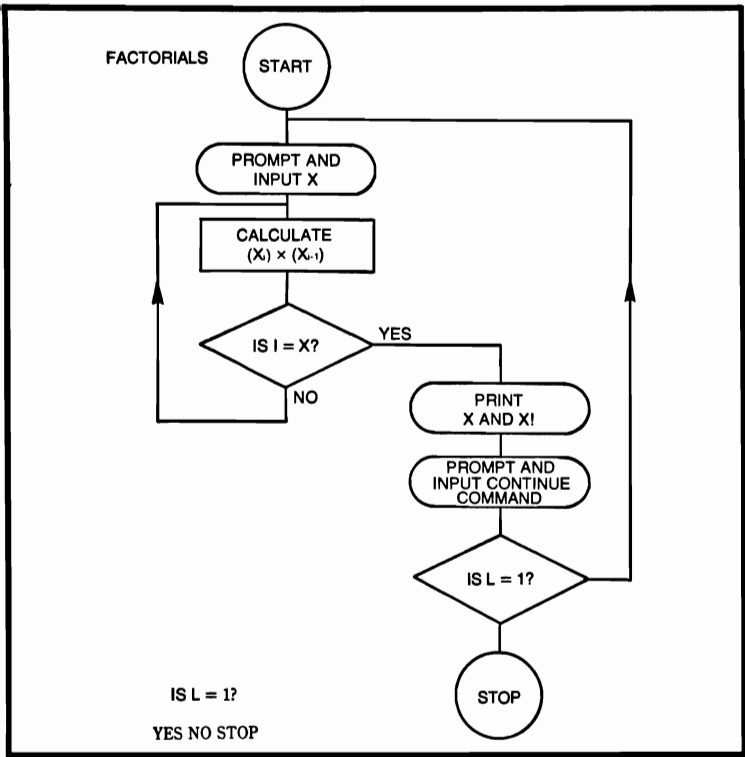 FACTORIALS
START
PROMPT AND
INPUT X
CALCULATE
(Xᵢ) × (Xᵢ₋₁)
IS I = X?
YES
NO
PRINT
X AND X!
PROMPT AND
INPUT CONTINUE
COMMAND
IS L = 1?
STOP
IS L = 1?
YES NO STOP